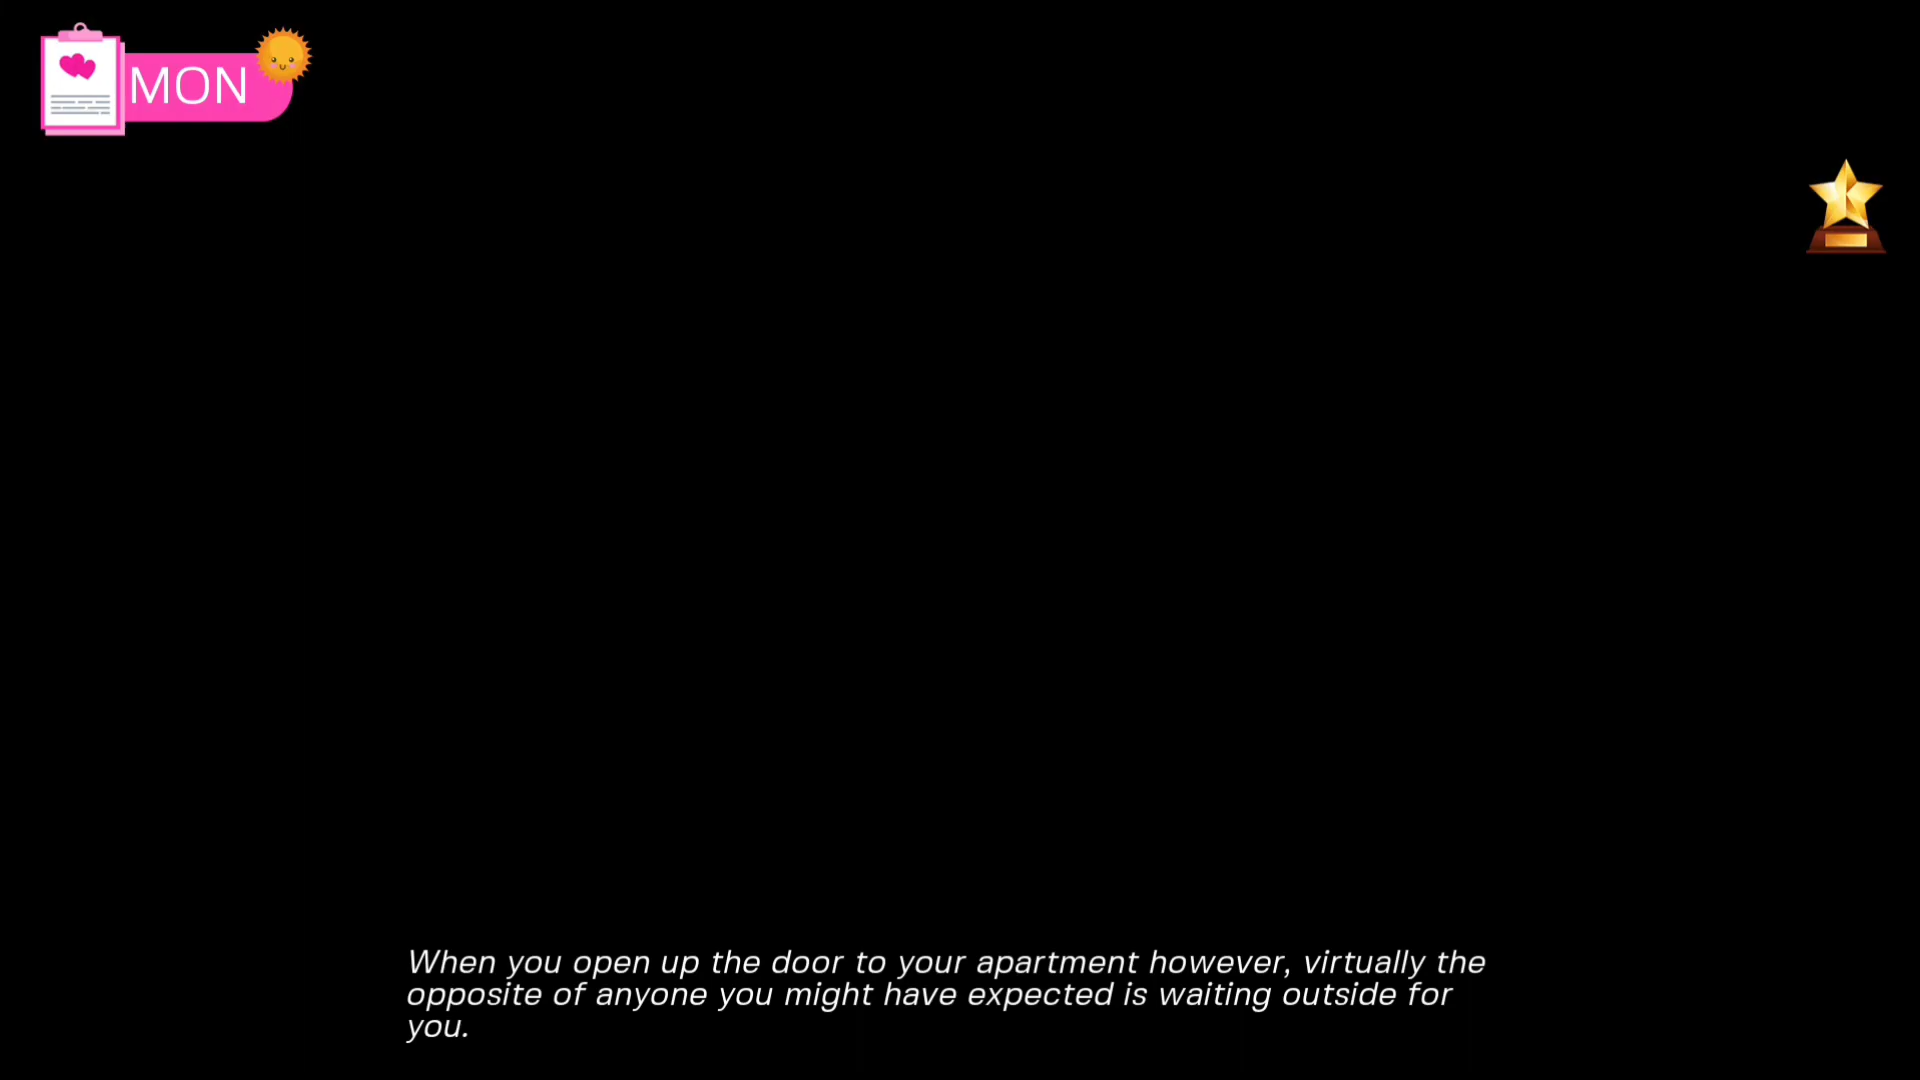 MON
When you open up the door to your apartment however, virtually the
opposite of anyone you might have expected is waiting outside for
you.